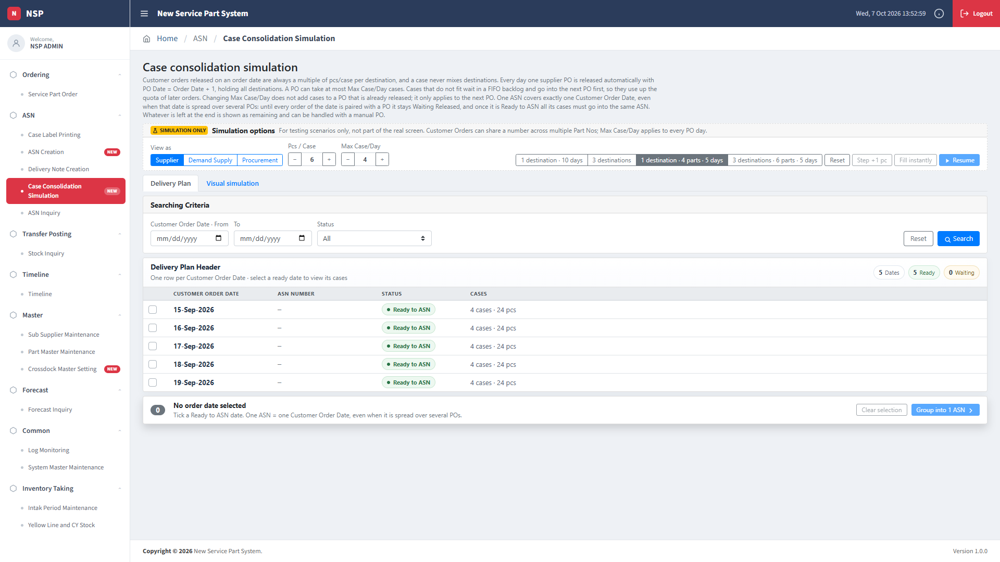 N NSP
New Service Part System
Wed, 7 Oct 2026 13:52:59
Logout
Welcome,
NSP ADMIN
Ordering
Service Part Order
ASN
Case Label Printing
ASN Creation NEW
Delivery Note Creation
Case Consolidation
Simulation NEW
ASN Inquiry
Transfer Posting
Stock Inquiry
Timeline
Timeline
Master
Sub Supplier Maintenance
Part Master Maintenance
Crossdock Master Setting NEW
Forecast
Forecast Inquiry
Common
Log Monitoring
System Master Maintenance
Inventory Taking
Intak Period Maintenance
Yellow Line and CY Stock
Home / ASN / Case Consolidation Simulation
Case consolidation simulation
Customer orders released on an order date are always a multiple of pcs/case per destination, and a case never mixes destinations. Every day one supplier PO is released automatically with
PO Date = Order Date + 1, holding all destinations. A PO can take at most Max Case/Day cases. Cases that do not fit wait in a FIFO backlog and go into the next PO first, so they use up the
quota of later orders. Changing Max Case/Day does not add cases to a PO that is already released; it only applies to the next PO. One ASN covers exactly one Customer Order Date, even
when that date is spread over several POs: until every order of the date is paired with a PO it stays Waiting Released, and once it is Ready to ASN all its cases must go into the same ASN.
Whatever is left at the end is shown as remaining and can be handled with a manual PO.
SIMULATION ONLY Simulation options For testing scenarios only, not part of the real screen. Customer Orders can share a number across multiple Part Nos; Max Case/Day applies to every PO day.
View as Pcs / Case Max Case/Day
Supplier Demand Supply Procurement − 6 + − 4 + 1 destination · 10 days 3 destinations 1 destination · 4 parts · 5 days 3 destinations · 6 parts · 5 days Reset Step +1 pc Fill instantly Resume
Delivery Plan Visual simulation
Searching Criteria
Customer Order Date · From To Status
mm/dd/yyyy mm/dd/yyyy All Reset Search
Delivery Plan Header
One row per Customer Order Date · select a ready date to view its cases
5 Dates 5 Ready 0 Waiting
CUSTOMER ORDER DATE ASN NUMBER STATUS CASES
15-Sep-2026 – Ready to ASN 4 cases · 24 pcs
16-Sep-2026 – Ready to ASN 4 cases · 24 pcs
17-Sep-2026 – Ready to ASN 4 cases · 24 pcs
18-Sep-2026 – Ready to ASN 4 cases · 24 pcs
19-Sep-2026 – Ready to ASN 4 cases · 24 pcs
0 No order date selected
Tick a Ready to ASN date. One ASN = one Customer Order Date, even when it is spread over several POs.
Clear selection Group into 1 ASN
Copyright © 2026 New Service Part System.
Version 1.0.0